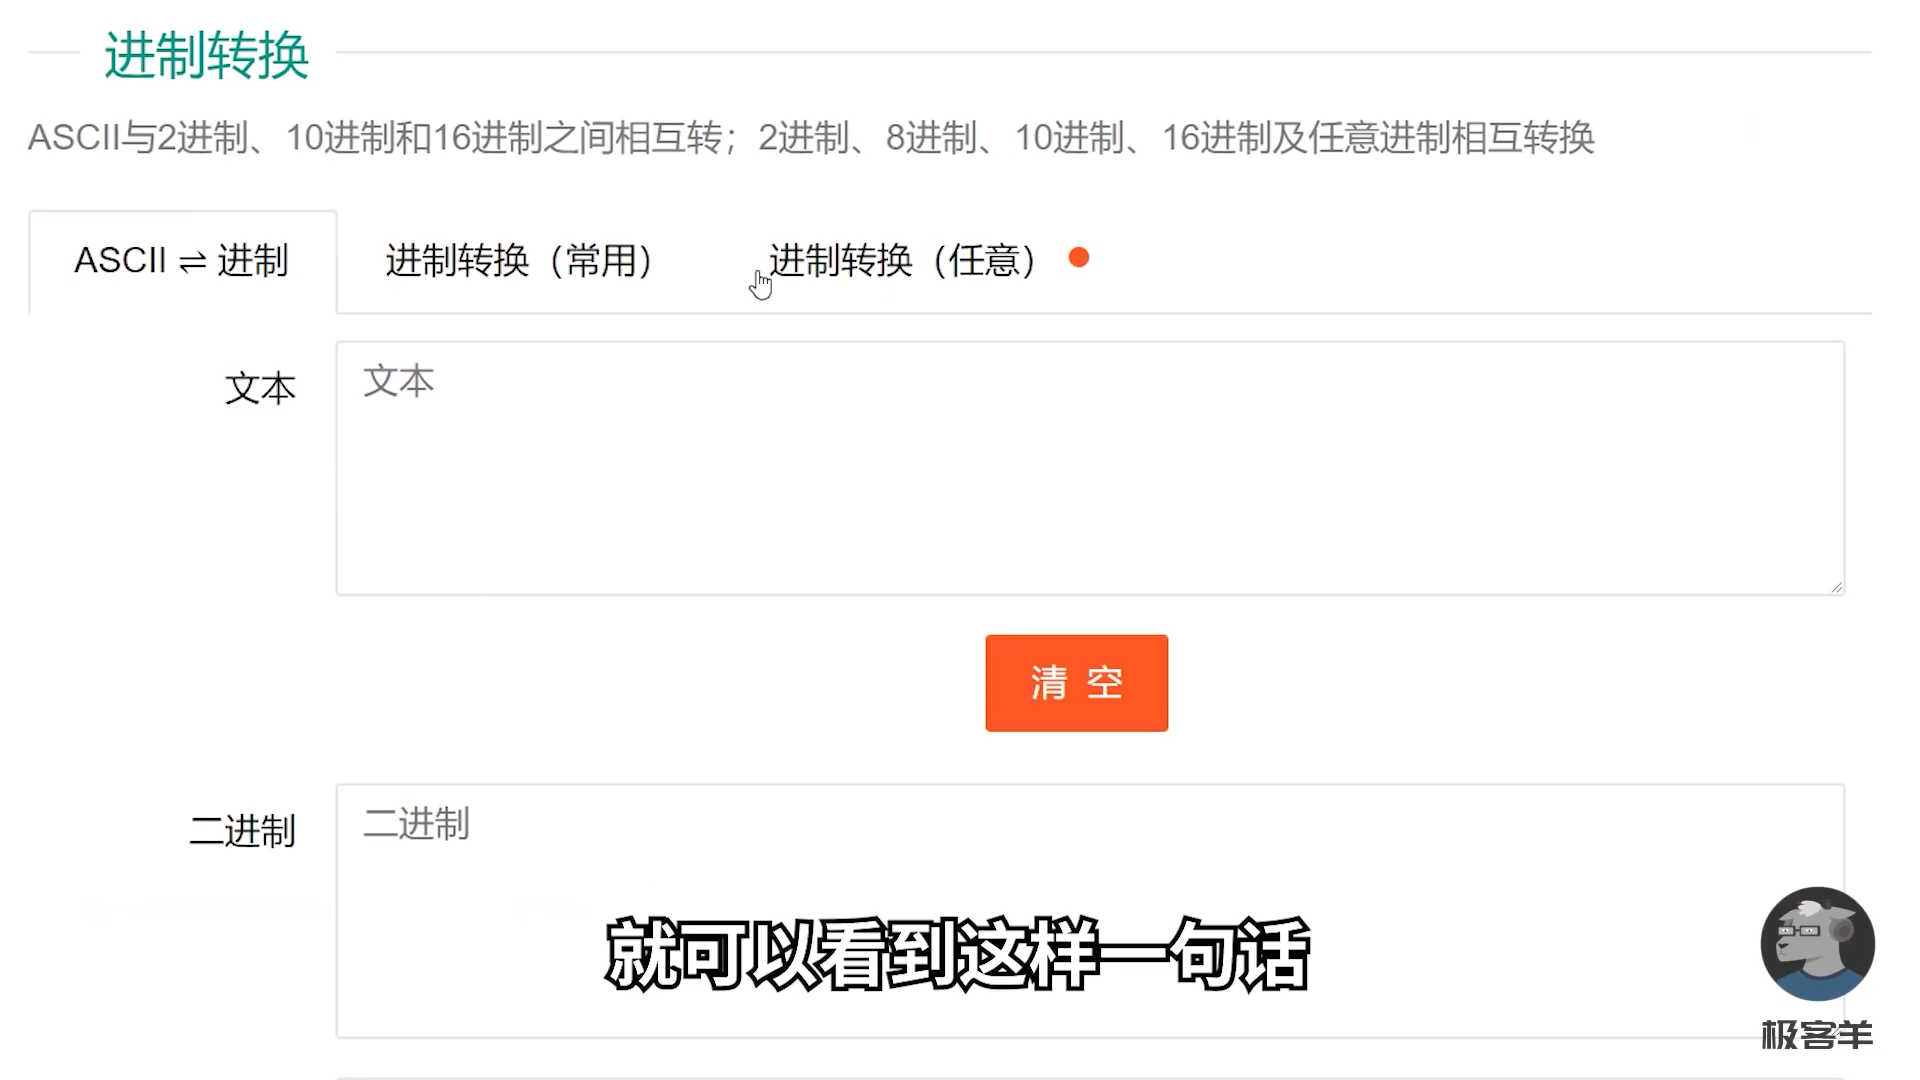 进制转换
ASCII与2进制、10进制和16进制之间相互转；2进制、8进制、10进制、16进制及任意进制相互转换
ASCII ⇌ 进制
进制转换（常用）
进制转换（任意）
文本
文本
清 空
二进制
二进制
就可以看到这样一句话
极客羊